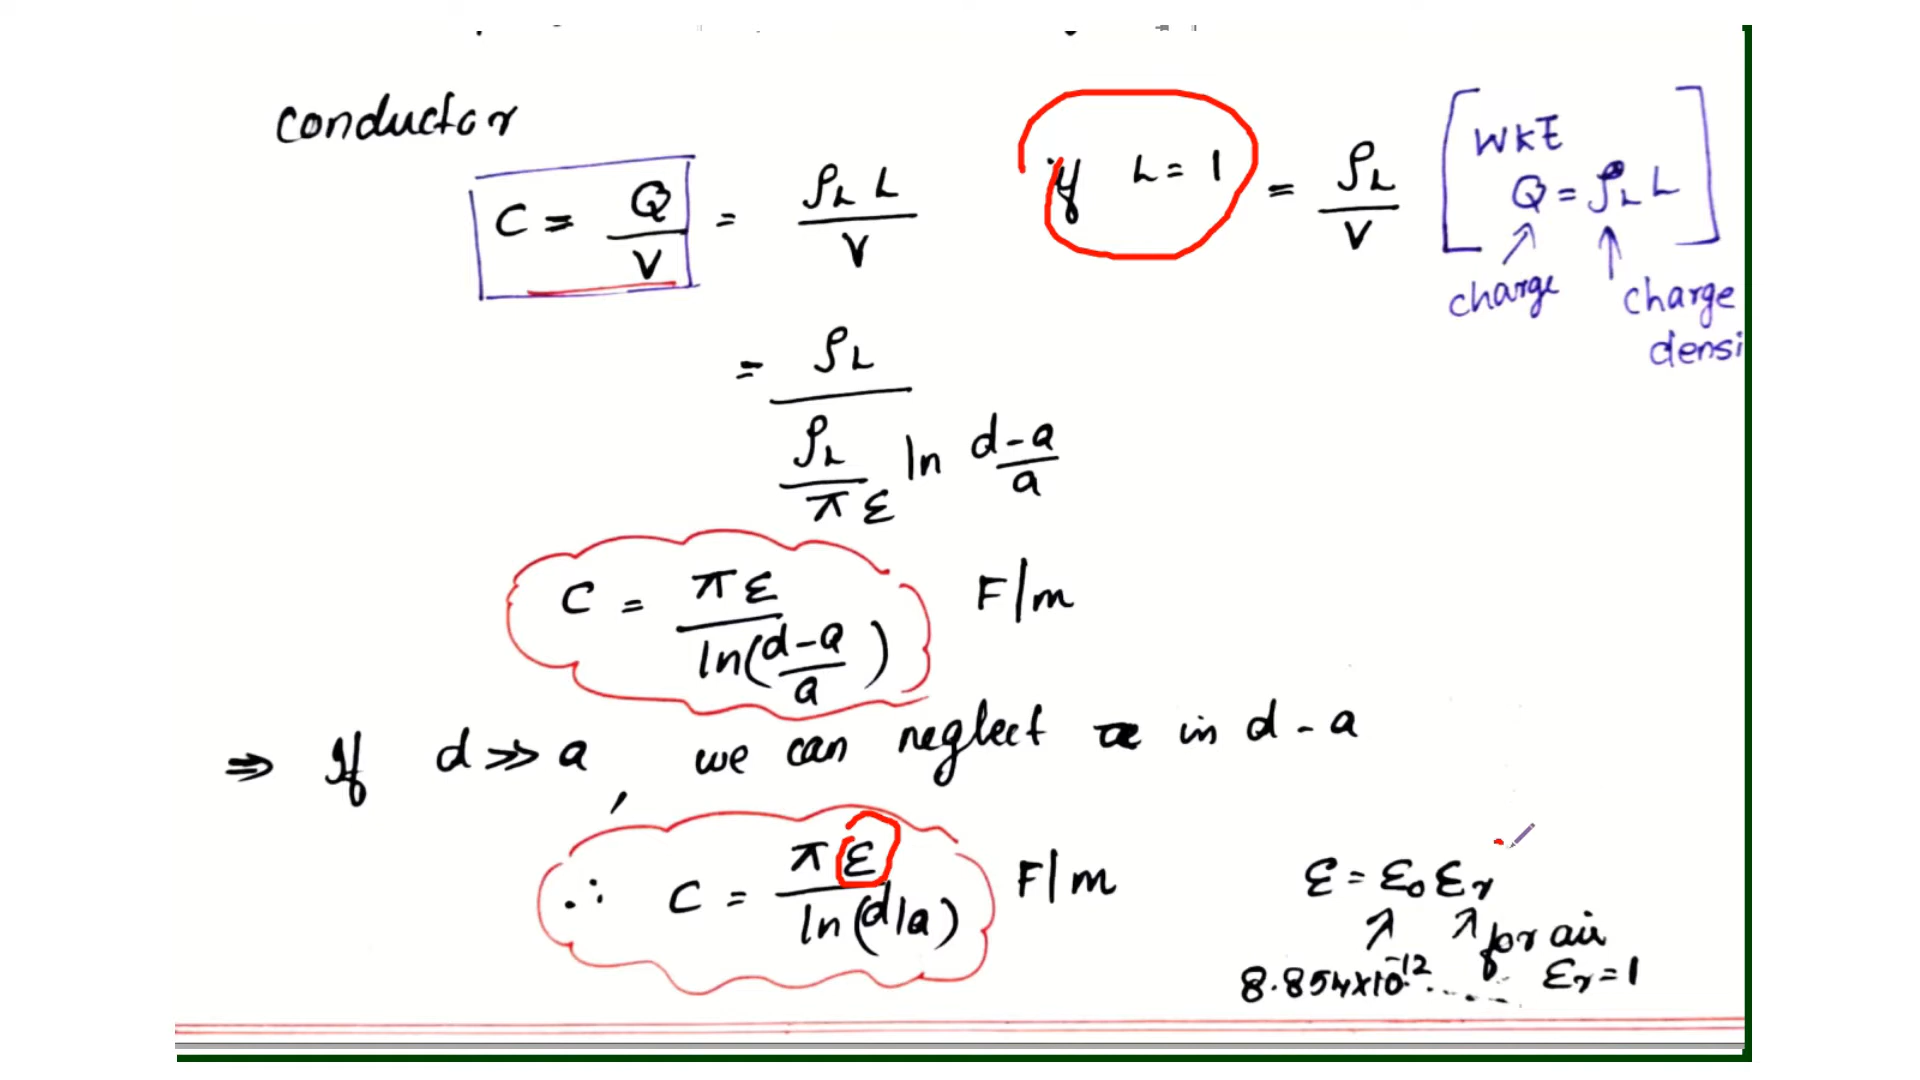 conductor
C = Q/V = ρL L / V if L = 1 = ρL / V [ WKT Q = ρL L ]
charge charge densi
= ρL / (ρL / πε ln (d-a)/a)
C = πε / ln((d-a)/a) F/m
⇒ If d >> a, we can neglect a in d - a
∴ C = πε / ln(d/a) F/m
ε = ε0 εr
for air
8.854×10^-12 εr = 1